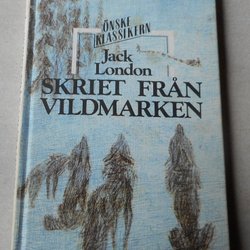 ÖNSKE
KLASSIKERN
Jack
London
SKRIET FRÅN
VILDMARKEN